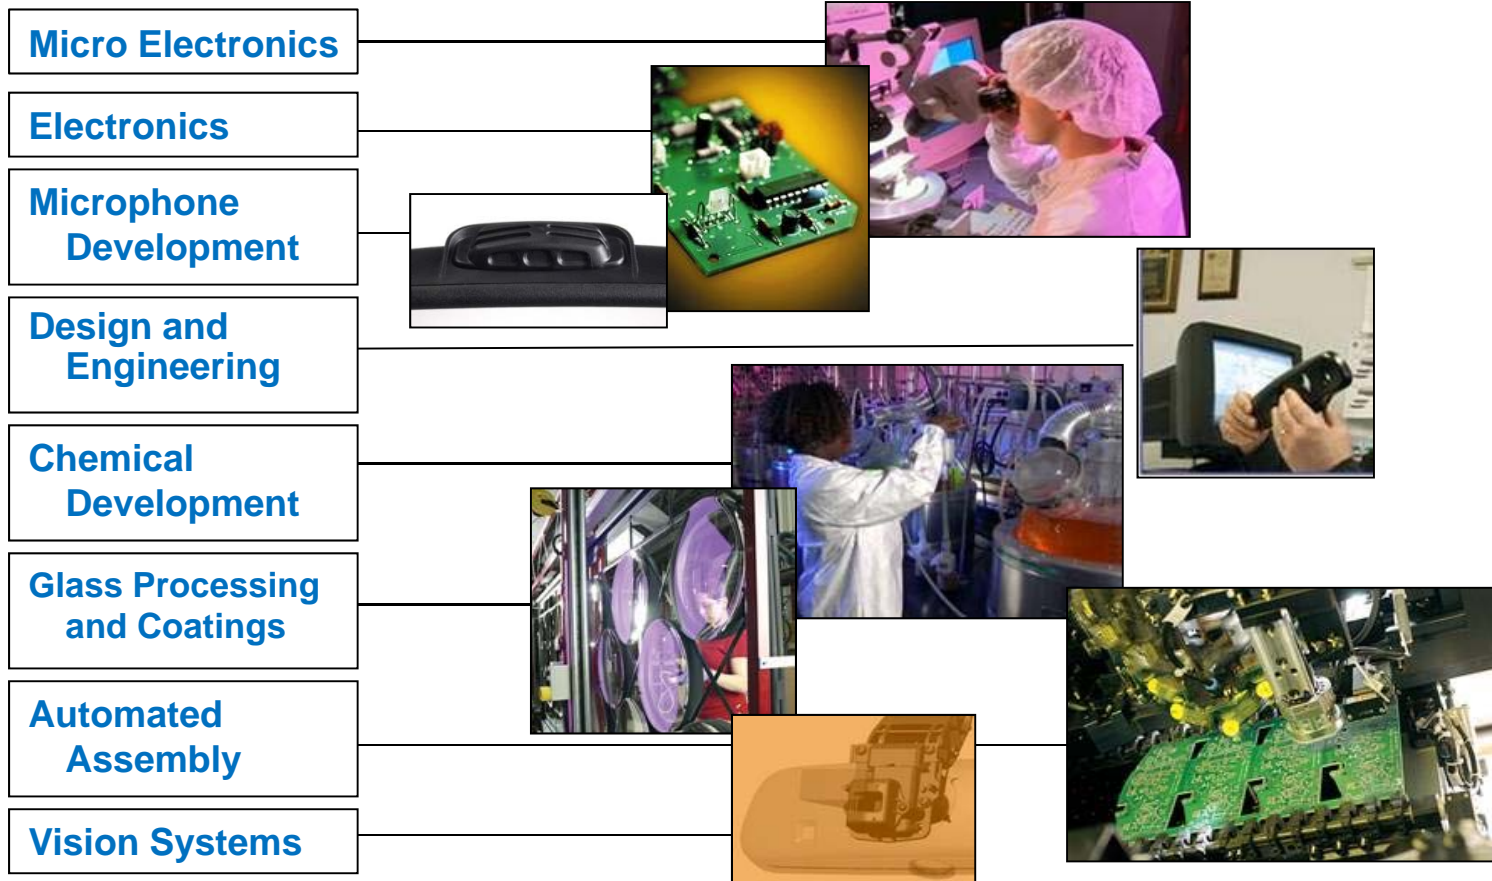 Micro Electronics
Electronics
Microphone
Development
Design and
Engineering
Chemical
Development
Glass Processing
and Coatings
Automated
Assembly
Vision Systems